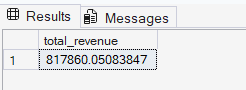 Results Messages
total_revenue
1 817860.05083847